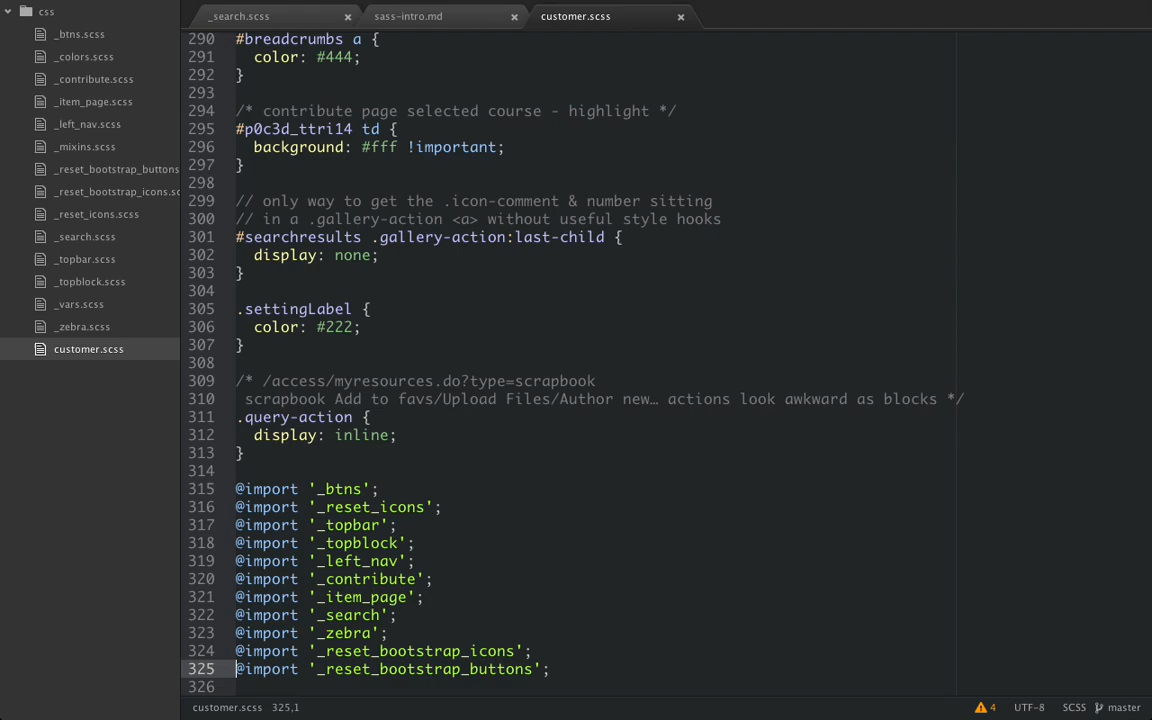 css
_btns.scss
_colors.scss
_contribute.scss
_item_page.scss
_left_nav.scss
_mixins.scss
_reset_bootstrap_buttons
_reset_bootstrap_icons.sc
_reset_icons.scss
_search.scss
_topbar.scss
_topblock.scss
_vars.scss
_zebra.scss
customer.scss
_search.scss × sass-intro.md × customer.scss ×
290 #breadcrumbs a {
291 color: #444;
292 }
293
294 /* contribute page selected course - highlight */
295 #p0c3d_ttri14 td {
296 background: #fff !important;
297 }
298
299 // only way to get the .icon-comment & number sitting
300 // in a .gallery-action <a> without useful style hooks
301 #searchresults .gallery-action:last-child {
302 display: none;
303 }
304
305 .settingLabel {
306 color: #222;
307 }
308
309 /* /access/myresources.do?type=scrapbook
310 scrapbook Add to favs/Upload Files/Author new… actions look awkward as blocks */
311 .query-action {
312 display: inline;
313 }
314
315 @import '_btns';
316 @import '_reset_icons';
317 @import '_topbar';
318 @import '_topblock';
319 @import '_left_nav';
320 @import '_contribute';
321 @import '_item_page';
322 @import '_search';
323 @import '_zebra';
324 @import '_reset_bootstrap_icons';
325 @import '_reset_bootstrap_buttons';
326
customer.scss 325,1 4 UTF-8 SCSS master